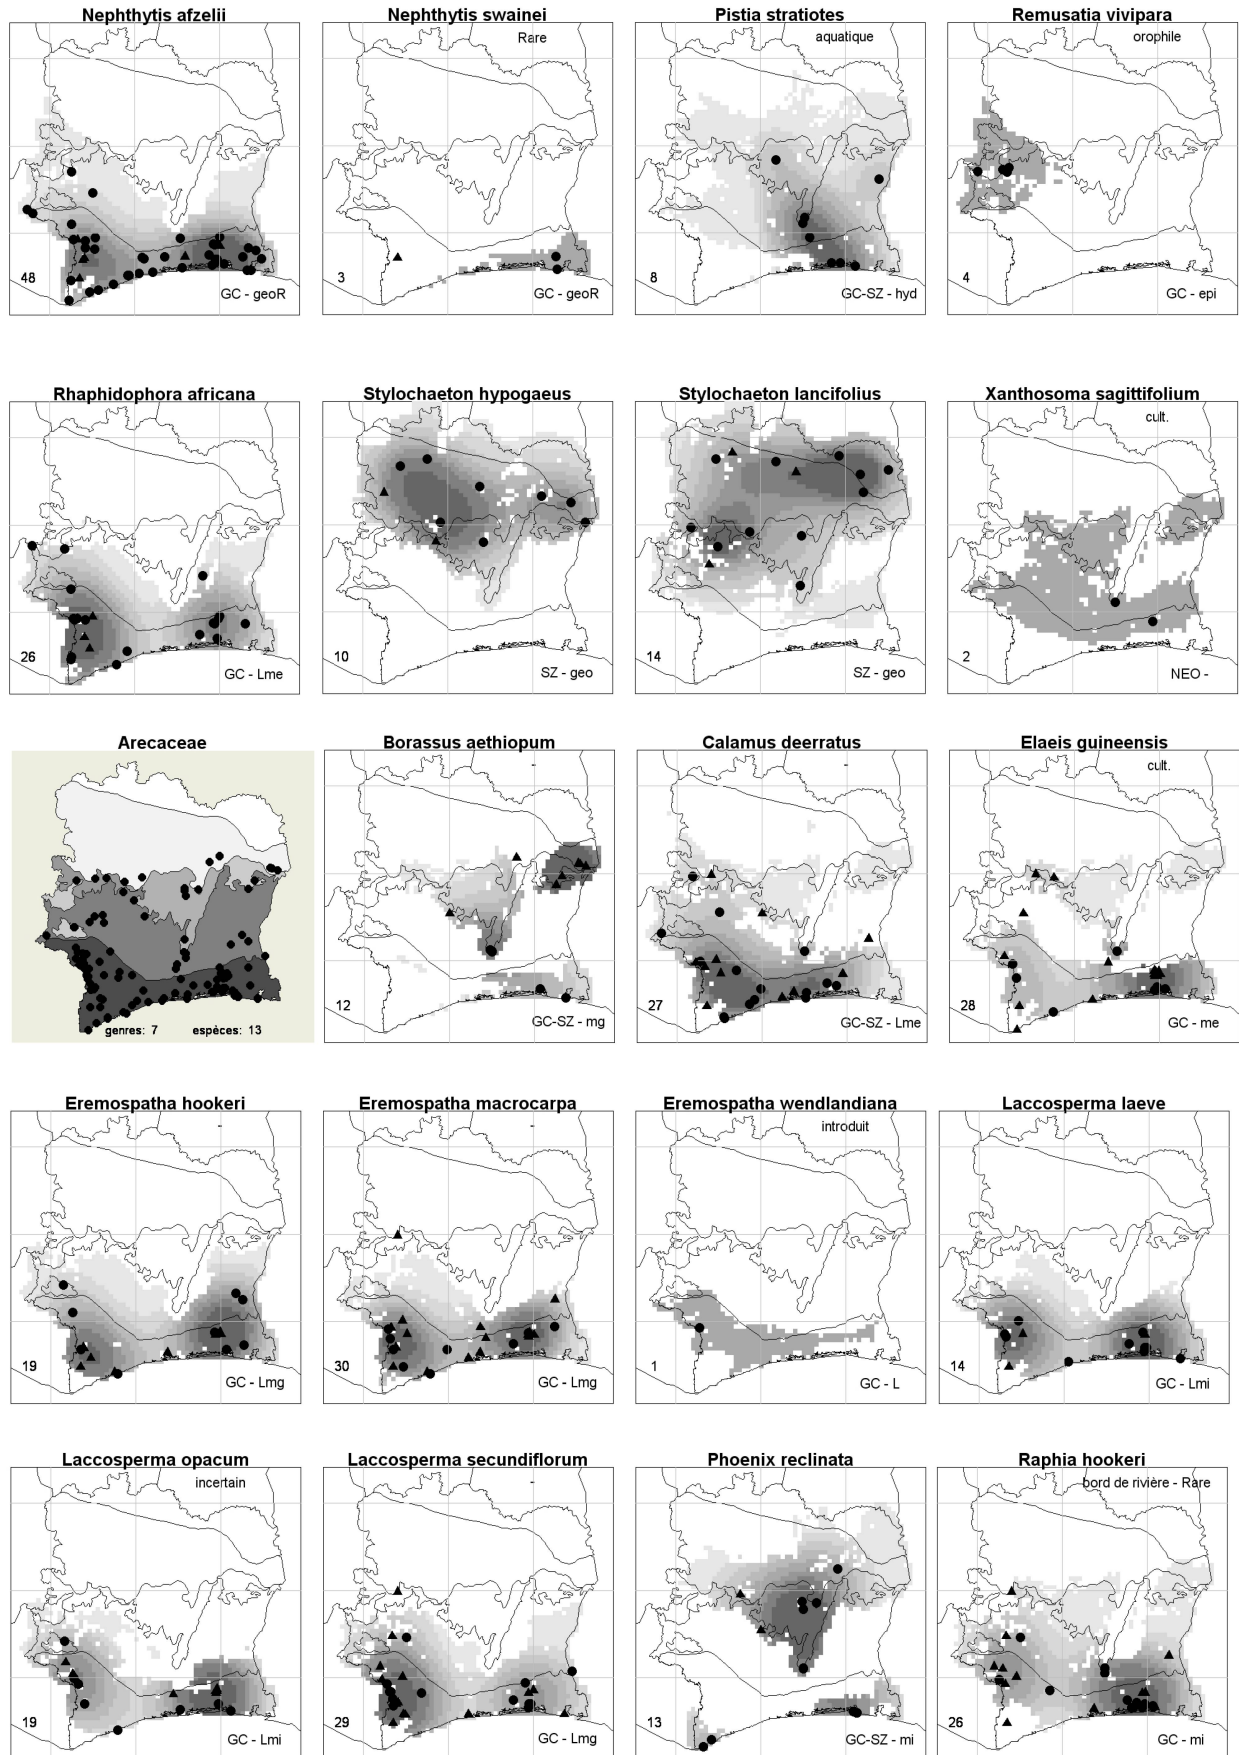 Nephthytis afzelii
48
GC - geoR
Nephthytis swainei
Rare
3
GC - geoR
Pistia stratiotes
aquatique
8
GC-SZ - hyd
Remusatia vivipara
orophile
4
GC - epi
Rhaphidophora africana
26
GC - Lme
Stylochaeton hypogaeus
10
SZ - geo
Stylochaeton lancifolius
14
SZ - geo
Xanthosoma sagittifolium
cult.
2
NEO -
Arecaceae
genres: 7 espèces: 13
Borassus aethiopum
-
12
GC-SZ - mg
Calamus deerratus
-
27
GC-SZ - Lme
Elaeis guineensis
cult.
28
GC - me
Eremospatha hookeri
-
19
GC - Lmg
Eremospatha macrocarpa
-
30
GC - Lmg
Eremospatha wendlandiana
introduit
1
GC - L
Laccosperma laeve
14
GC - Lmi
Laccosperma opacum
incertain
19
GC - Lmi
Laccosperma secundiflorum
-
29
GC - Lmg
Phoenix reclinata
13
GC-SZ - mi
Raphia hookeri
bord de rivière - Rare
26
GC - mi